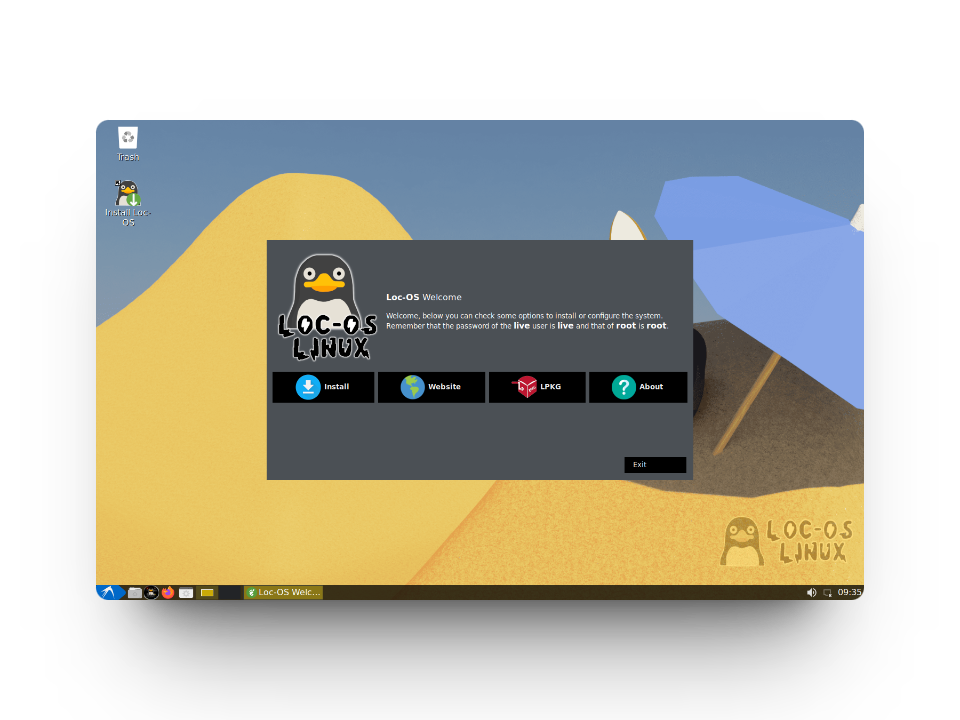 Trash
Install Loc-
OS
LOC-OS
LINUX
Loc-OS Welcome
Welcome, below you can check some options to install or configure the system.
Remember that the password of the live user is live and that of root is root.
Install
Website
LPKG
About
Exit
LOC-OS
LINUX
Loc-OS Welc...
09:35